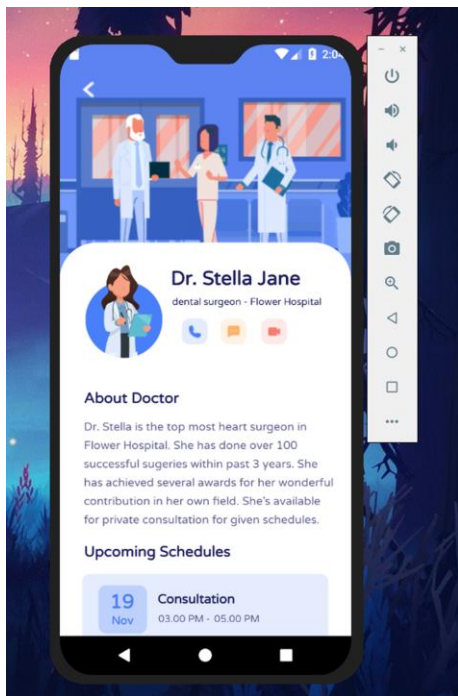 2:04
Dr. Stella Jane
dental surgeon - Flower Hospital
About Doctor
Dr. Stella is the top most heart surgeon in
Flower Hospital. She has done over 100
successful sugeries within past 3 years. She
has achieved several awards for her wonderful
contribution in her own field. She's available
for private consultation for given schedules.
Upcoming Schedules
19
Nov
Consultation
03.00 PM - 05.00 PM